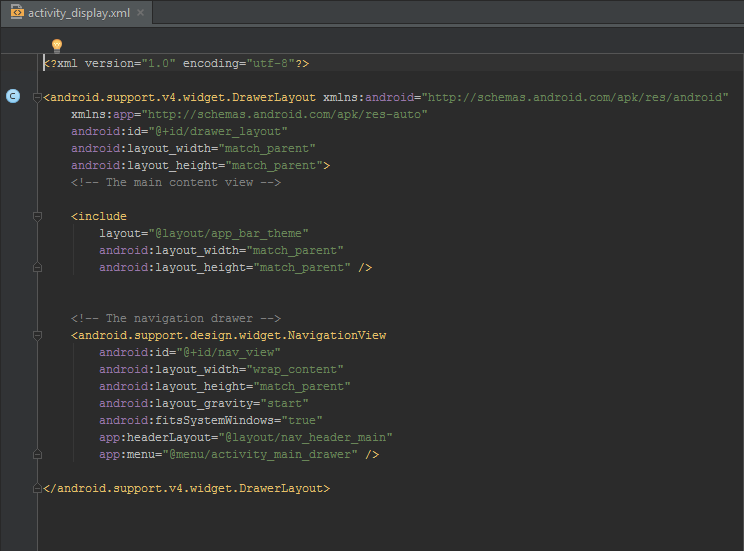 activity_display.xml
<?xml version="1.0" encoding="utf-8"?>
C
<android.support.v4.widget.DrawerLayout xmlns:android="http://schemas.android.com/apk/res/android"
xmlns:app="http://schemas.android.com/apk/res-auto"
android:id="@+id/drawer_layout"
android:layout_width="match_parent"
android:layout_height="match_parent">
<!-- The main content view -->
<include
layout="@layout/app_bar_theme"
android:layout_width="match_parent"
android:layout_height="match_parent" />
<!-- The navigation drawer -->
<android.support.design.widget.NavigationView
android:id="@+id/nav_view"
android:layout_width="wrap_content"
android:layout_height="match_parent"
android:layout_gravity="start"
android:fitsSystemWindows="true"
app:headerLayout="@layout/nav_header_main"
app:menu="@menu/activity_main_drawer" />
</android.support.v4.widget.DrawerLayout>